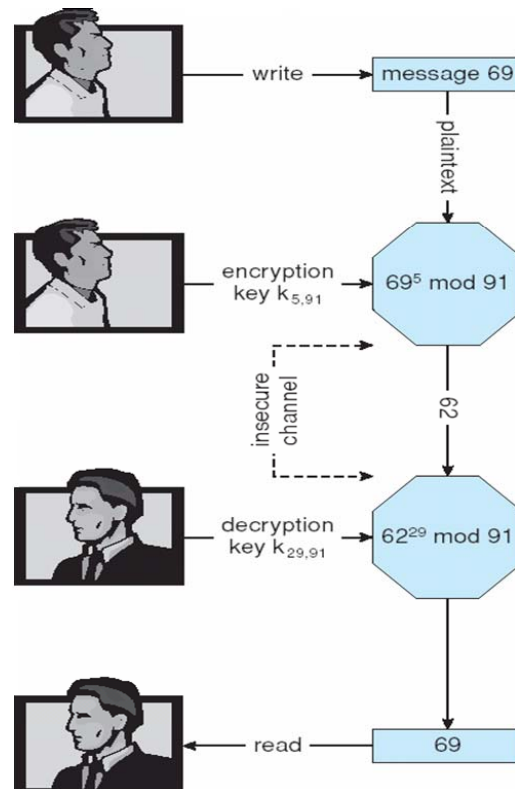 write
message 69
plaintext
encryption
key k5,91
69⁵ mod 91
insecure
channel
62
decryption
key k29,91
62²⁹ mod 91
read
69